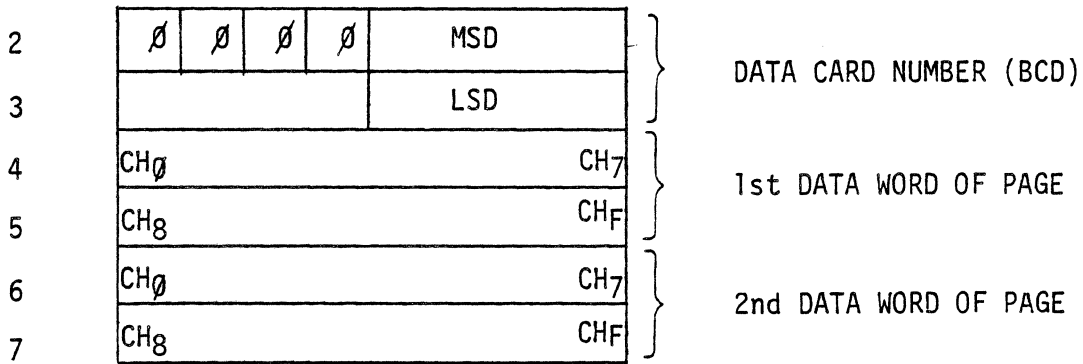 2 Ø Ø Ø Ø MSD
DATA CARD NUMBER (BCD)
3 LSD
4 CHØ CH7
1st DATA WORD OF PAGE
5 CH8 CHF
6 CHØ CH7
2nd DATA WORD OF PAGE
7 CH8 CHF